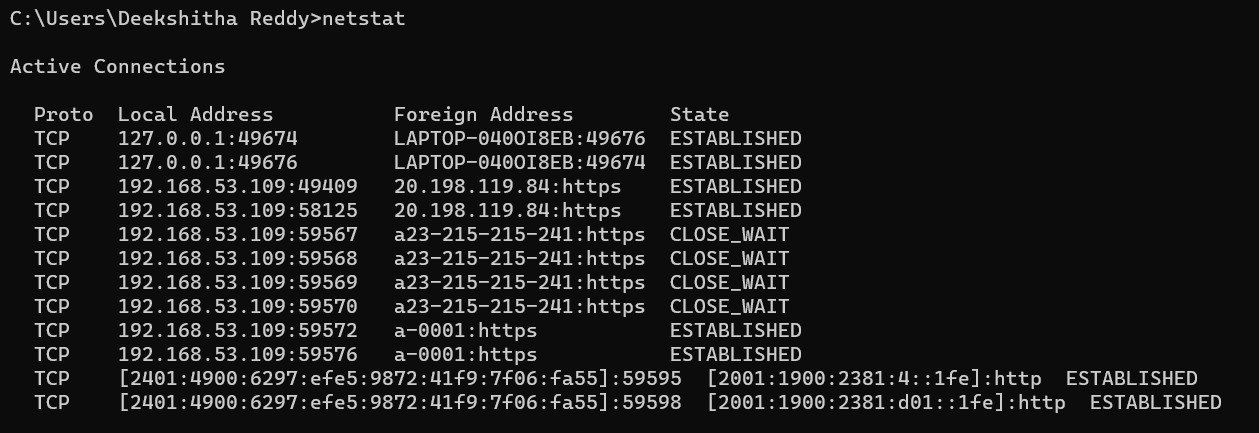 C:\Users\Deekshitha Reddy>netstat
Active Connections
Proto  Local Address          Foreign Address        State
TCP    127.0.0.1:49674        LAPTOP-040OI8EB:49676  ESTABLISHED
TCP    127.0.0.1:49676        LAPTOP-040OI8EB:49674  ESTABLISHED
TCP    192.168.53.109:49409   20.198.119.84:https    ESTABLISHED
TCP    192.168.53.109:58125   20.198.119.84:https    ESTABLISHED
TCP    192.168.53.109:59567   a23-215-215-241:https  CLOSE_WAIT
TCP    192.168.53.109:59568   a23-215-215-241:https  CLOSE_WAIT
TCP    192.168.53.109:59569   a23-215-215-241:https  CLOSE_WAIT
TCP    192.168.53.109:59570   a23-215-215-241:https  CLOSE_WAIT
TCP    192.168.53.109:59572   a-0001:https           ESTABLISHED
TCP    192.168.53.109:59576   a-0001:https           ESTABLISHED
TCP    [2401:4900:6297:efe5:9872:41f9:7f06:fa55]:59595  [2001:1900:2381:4::1fe]:http  ESTABLISHED
TCP    [2401:4900:6297:efe5:9872:41f9:7f06:fa55]:59598  [2001:1900:2381:d01::1fe]:http  ESTABLISHED